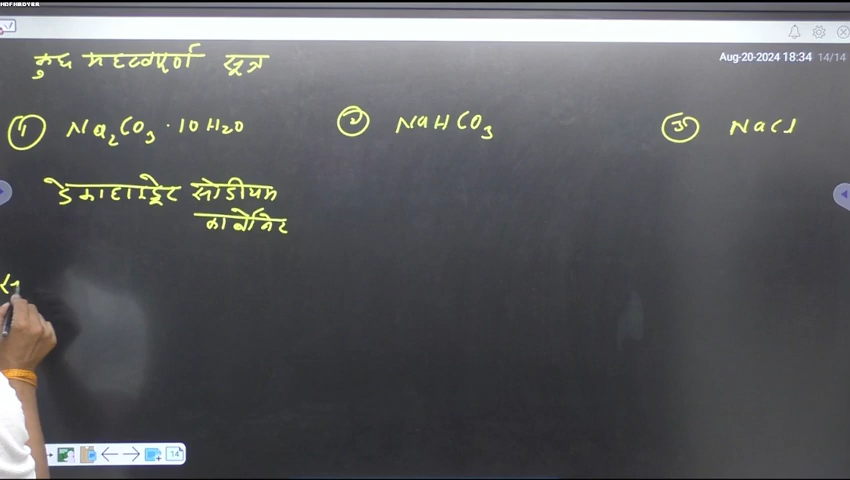 Aug-20-2024 18:34 14/14
कुछ महत्वपूर्ण सूत्र
① Na₂CO₃ · 10H₂O
② NaHCO₃
③ NaCl
डेकाहाइड्रेट सोडियम
कार्बोनेट
14